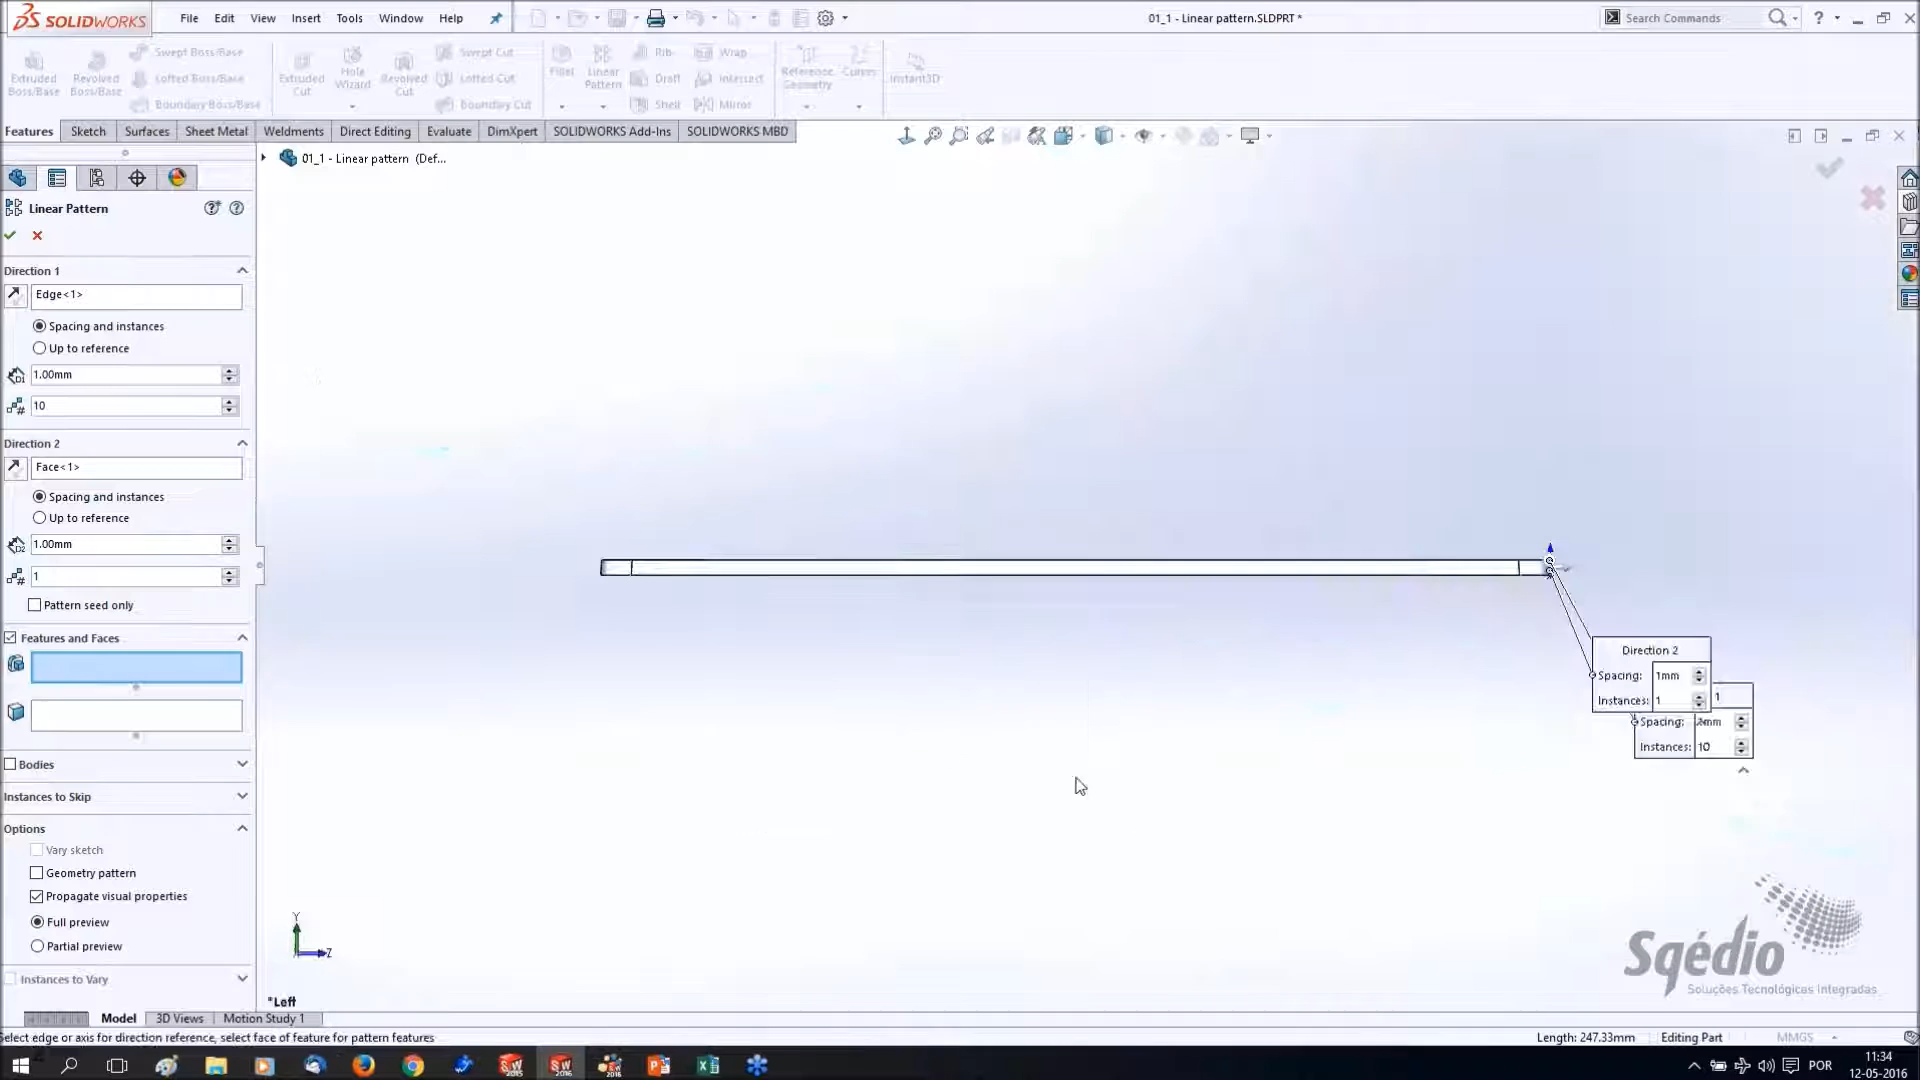 SOLIDWORKS
File Edit View Insert Tools Window Help
01_1 - Linear pattern.SLDPRT *
Search Commands
Extruded Boss/Base
Revolved Boss/Base
Swept Boss/Base
Lofted Boss/Base
Boundary Boss/Base
Extruded Cut
Hole Wizard
Revolved Cut
Swept Cut
Lofted Cut
Boundary Cut
Fillet
Linear Pattern
Rib
Draft
Shell
Wrap
Intersect
Mirror
Reference Geometry
Curves
Instant3D
Features Sketch Surfaces Sheet Metal Weldments Direct Editing Evaluate DimXpert SOLIDWORKS Add-Ins SOLIDWORKS MBD
01_1 - Linear pattern (Def...
Linear Pattern
Direction 1
Edge<1>
Spacing and instances
Up to reference
D1
1.00mm
#
10
Direction 2
Face<1>
Spacing and instances
Up to reference
D2
1.00mm
#
1
Pattern seed only
Features and Faces
Bodies
Instances to Skip
Options
Vary sketch
Geometry pattern
Propagate visual properties
Full preview
Partial preview
Instances to Vary
Direction 2
Spacing: 1mm
Instances: 1
1
Spacing:
Instances: 10
Y
Z
*Left
Sqédio
Soluções Tecnológicas Integradas
Model 3D Views Motion Study 1
Select edge or axis for direction reference, select face of feature for pattern features
Length: 247.33mm Editing Part MMGS
POR
11:34
12-05-2016